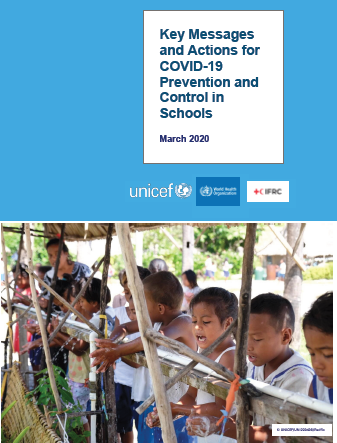 Key Messages
and Actions for
COVID-19
Prevention and
Control in
Schools
March 2020
unicef
World Health
Organization
IFRC